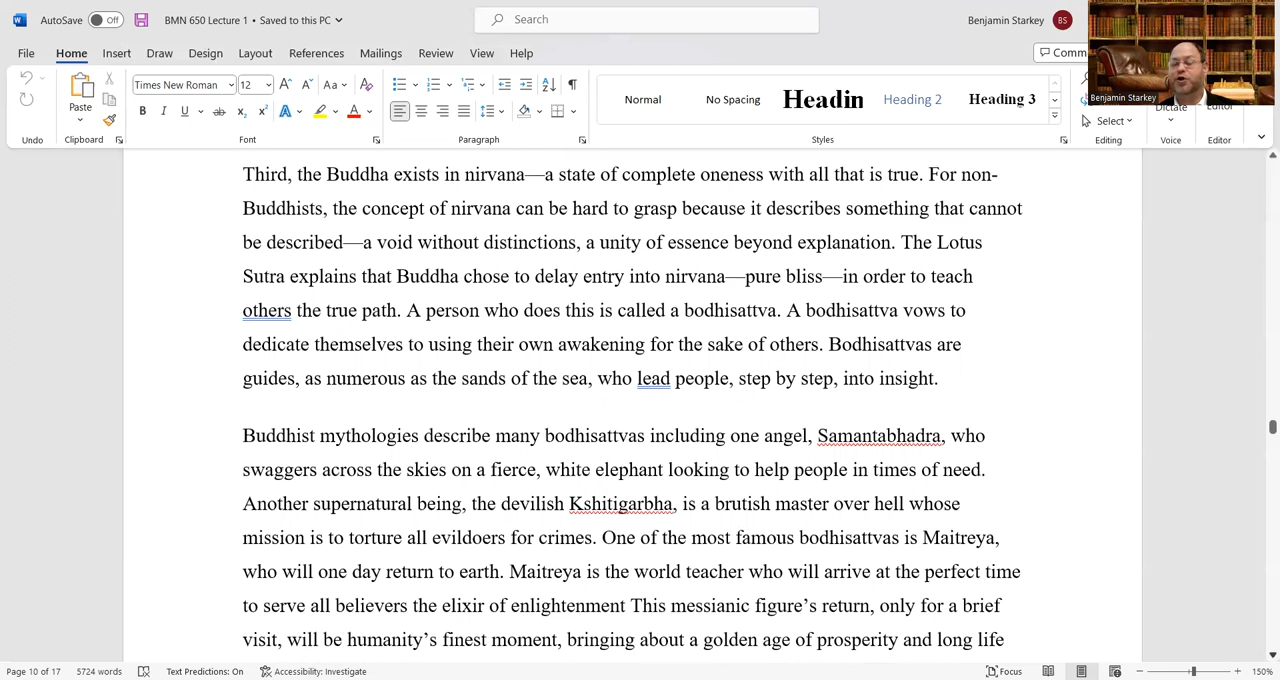 AutoSave Off BMN 650 Lecture 1 • Saved to this PC Search Benjamin Starkey BS
File Home Insert Draw Design Layout References Mailings Review View Help
Times New Roman 12 Aa Normal No Spacing Headin Heading 2 Heading 3
Paste B I U ab x₂ x² A A Select Dictate Editor
Benjamin Starkey
Undo Clipboard Font Paragraph Styles Editing Voice Editor
Third, the Buddha exists in nirvana—a state of complete oneness with all that is true. For non-
Buddhists, the concept of nirvana can be hard to grasp because it describes something that cannot
be described—a void without distinctions, a unity of essence beyond explanation. The Lotus
Sutra explains that Buddha chose to delay entry into nirvana—pure bliss—in order to teach
others the true path. A person who does this is called a bodhisattva. A bodhisattva vows to
dedicate themselves to using their own awakening for the sake of others. Bodhisattvas are
guides, as numerous as the sands of the sea, who lead people, step by step, into insight.
Buddhist mythologies describe many bodhisattvas including one angel, Samantabhadra, who
swaggers across the skies on a fierce, white elephant looking to help people in times of need.
Another supernatural being, the devilish Kshitigarbha, is a brutish master over hell whose
mission is to torture all evildoers for crimes. One of the most famous bodhisattvas is Maitreya,
who will one day return to earth. Maitreya is the world teacher who will arrive at the perfect time
to serve all believers the elixir of enlightenment This messianic figure's return, only for a brief
visit, will be humanity's finest moment, bringing about a golden age of prosperity and long life
Page 10 of 17 5724 words Text Predictions: On Accessibility: Investigate Focus 150%